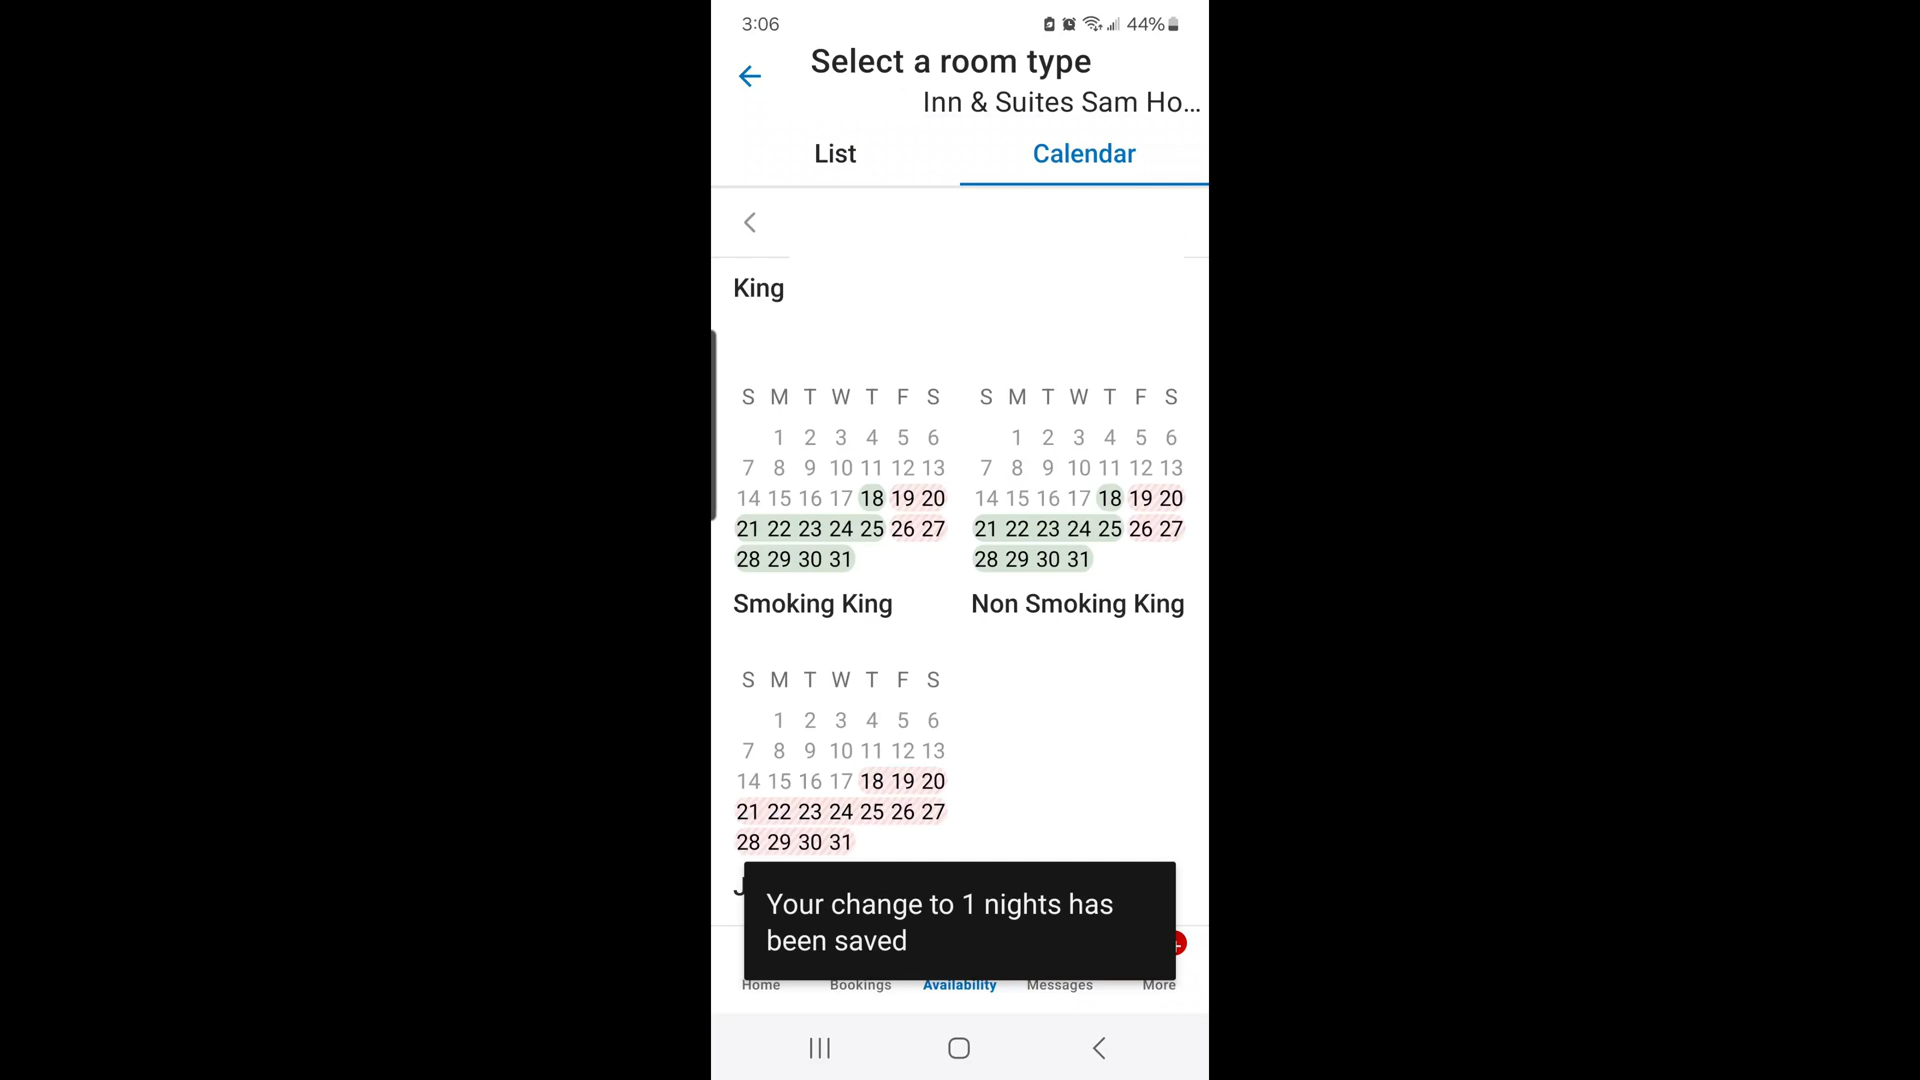 3:06
44%
Select a room type
Inn & Suites Sam Ho...
List
Calendar
King
S M T W T F S
1 2 3 4 5 6
7 8 9 10 11 12 13
14 15 16 17 18 19 20
21 22 23 24 25 26 27
28 29 30 31
S M T W T F S
1 2 3 4 5 6
7 8 9 10 11 12 13
14 15 16 17 18 19 20
21 22 23 24 25 26 27
28 29 30 31
Smoking King
Non Smoking King
S M T W T F S
1 2 3 4 5 6
7 8 9 10 11 12 13
14 15 16 17 18 19 20
21 22 23 24 25 26 27
28 29 30 31
Your change to 1 nights has
been saved
Home
Bookings
Availability
Messages
More